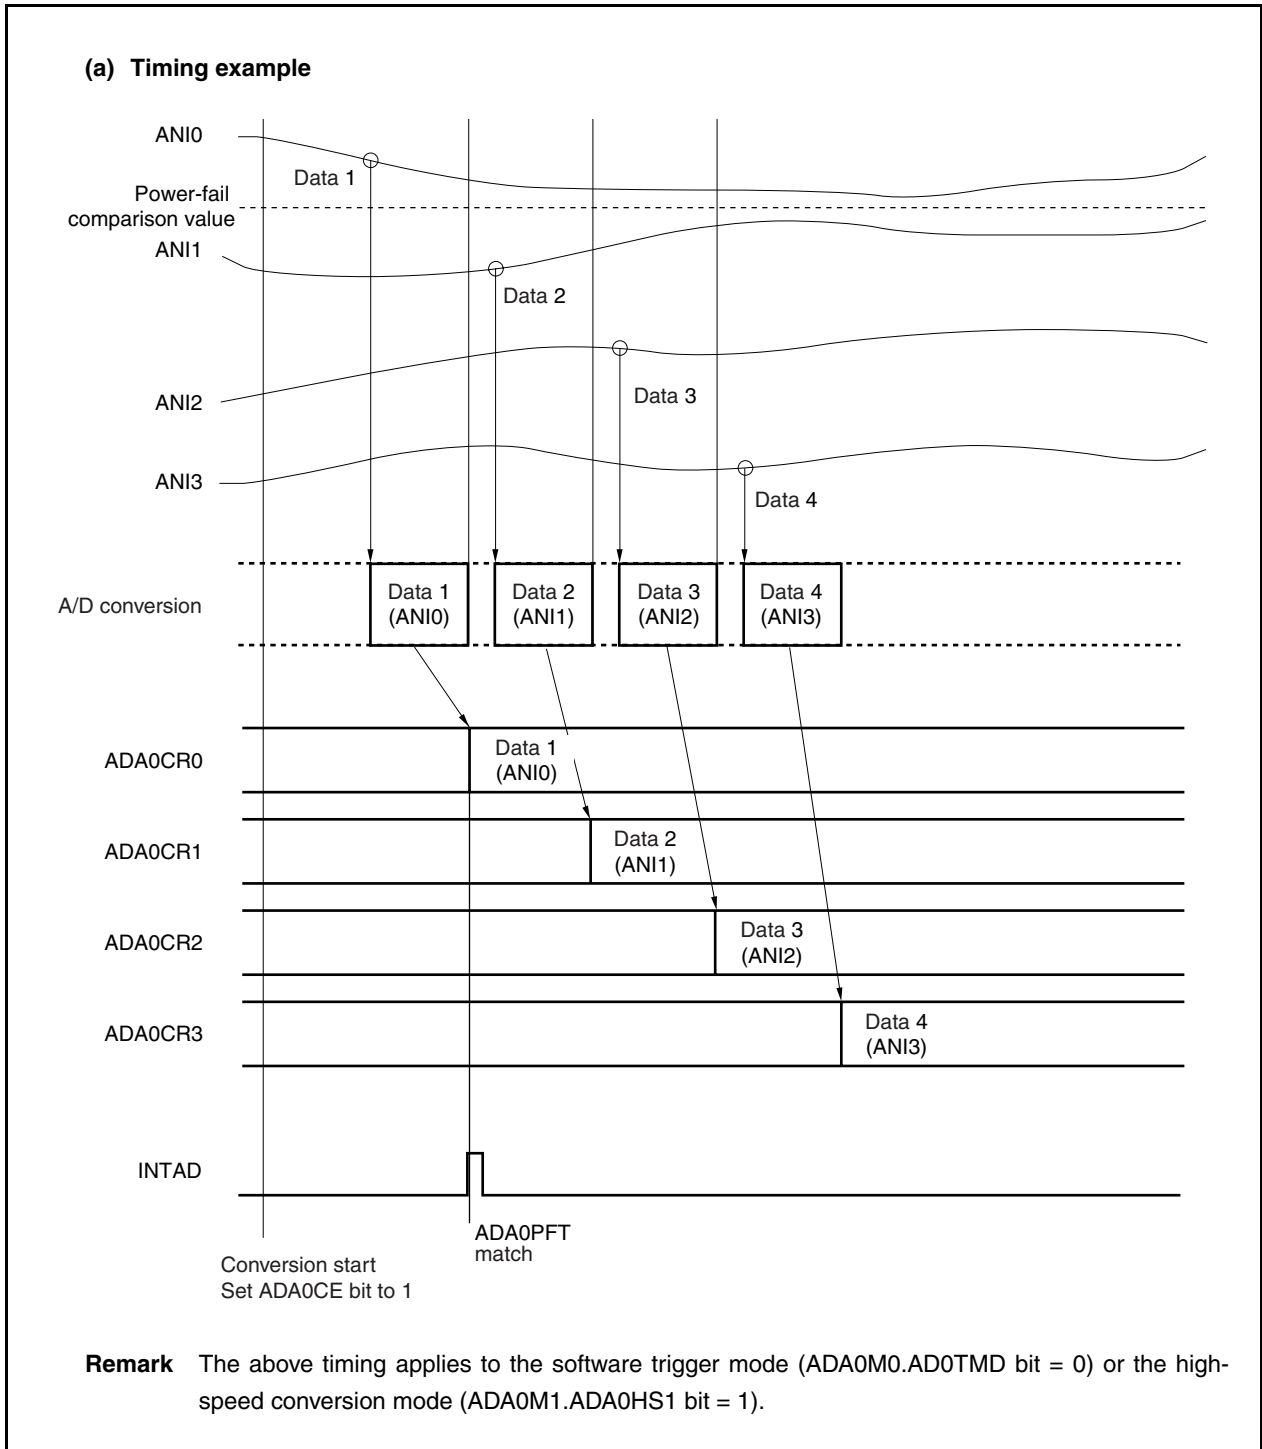 (a) Timing example
ANI0
Data 1
Power-fail
comparison value
ANI1
Data 2
ANI2
Data 3
ANI3
Data 4
A/D conversion
Data 1
(ANI0)
Data 2
(ANI1)
Data 3
(ANI2)
Data 4
(ANI3)
ADA0CR0
Data 1
(ANI0)
ADA0CR1
Data 2
(ANI1)
ADA0CR2
Data 3
(ANI2)
ADA0CR3
Data 4
(ANI3)
INTAD
ADA0PFT
match
Conversion start
Set ADA0CE bit to 1
Remark The above timing applies to the software trigger mode (ADA0M0.AD0TMD bit = 0) or the high-
speed conversion mode (ADA0M1.ADA0HS1 bit = 1).